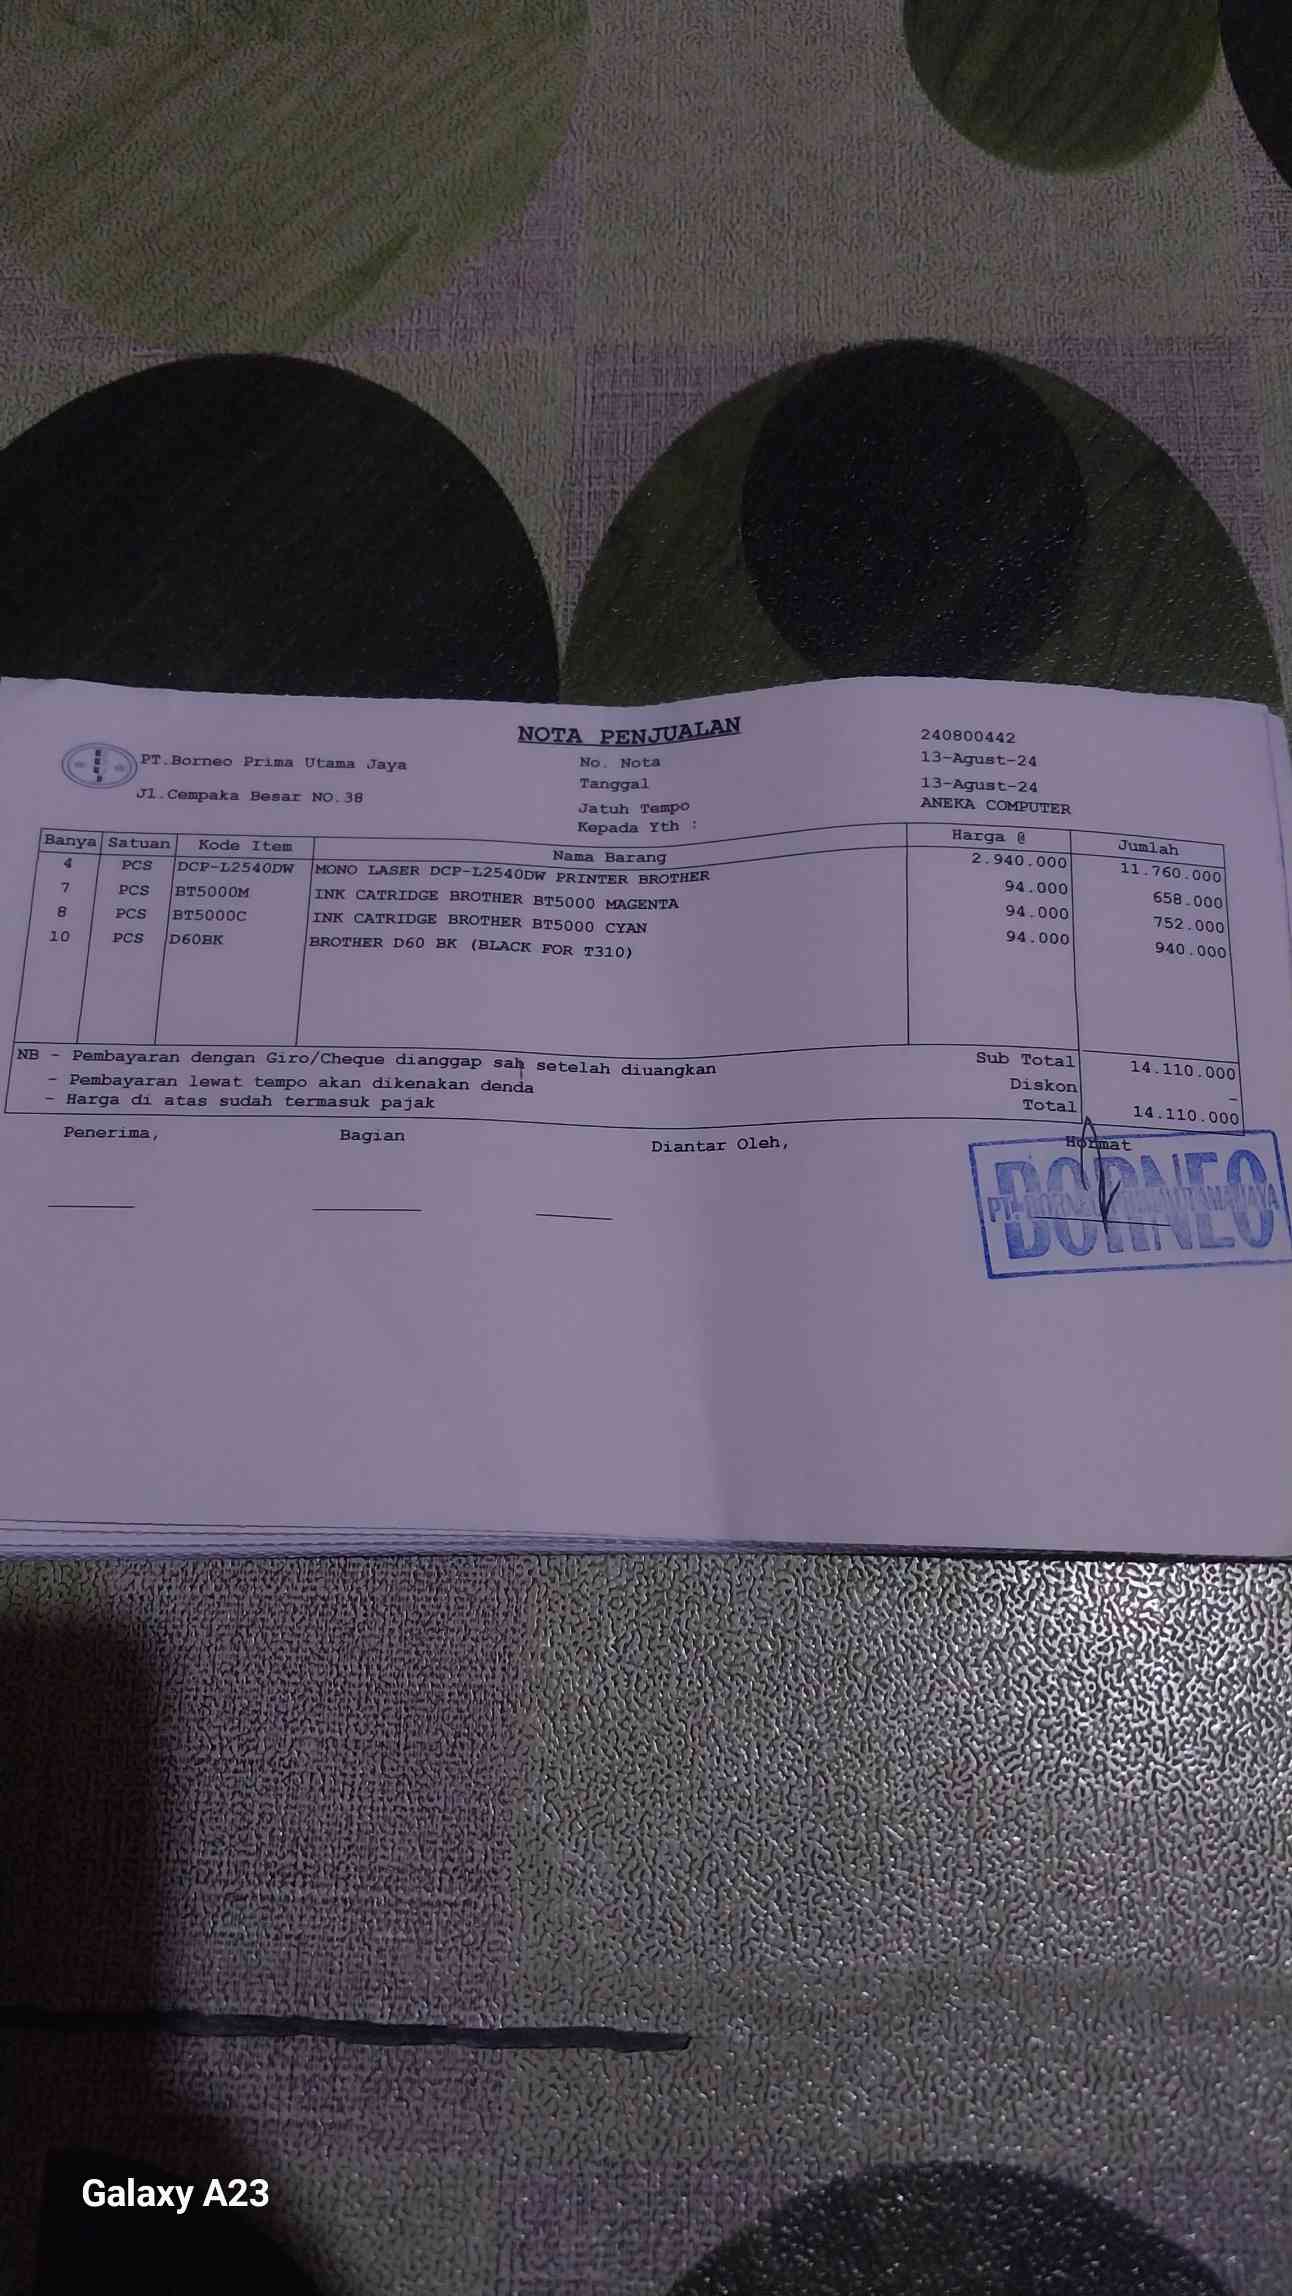 NOTA PENJUALAN
PT.Borneo Prima Utama Jaya
Jl.Cempaka Besar NO.38
No. Nota 240800442
Tanggal 13-Agust-24
Jatuh Tempo 13-Agust-24
Kepada Yth : ANEKA COMPUTER
Banya Satuan Kode Item Nama Barang Harga @ Jumlah
4 PCS DCP-L2540DW MONO LASER DCP-L2540DW PRINTER BROTHER 2.940.000 11.760.000
7 PCS BT5000M INK CATRIDGE BROTHER BT5000 MAGENTA 94.000 658.000
8 PCS BT5000C INK CATRIDGE BROTHER BT5000 CYAN 94.000 752.000
10 PCS D60BK BROTHER D60 BK (BLACK FOR T310) 94.000 940.000
NB - Pembayaran dengan Giro/Cheque dianggap sah setelah diuangkan Sub Total 14.110.000
- Pembayaran lewat tempo akan dikenakan denda Diskon -
- Harga di atas sudah termasuk pajak Total 14.110.000
Penerima, Bagian Diantar Oleh, Hormat
BORNEO
PT. BORNEO PRIMA UTAMA JAYA
Galaxy A23